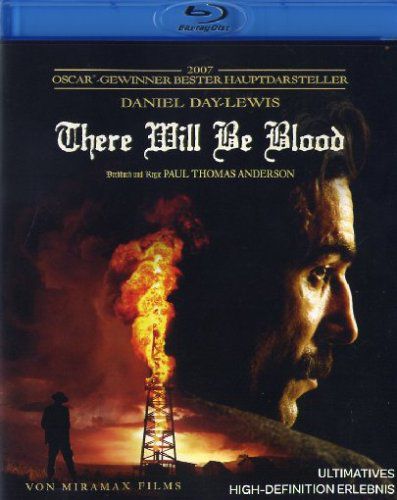 Blu-ray Disc
2007
OSCAR®-GEWINNER BESTER HAUPTDARSTELLER
DANIEL DAY-LEWIS
There Will Be Blood
Drehbuch und Regie PAUL THOMAS ANDERSON
VON MIRAMAX FILMS
ULTIMATIVES
HIGH-DEFINITION ERLEBNIS